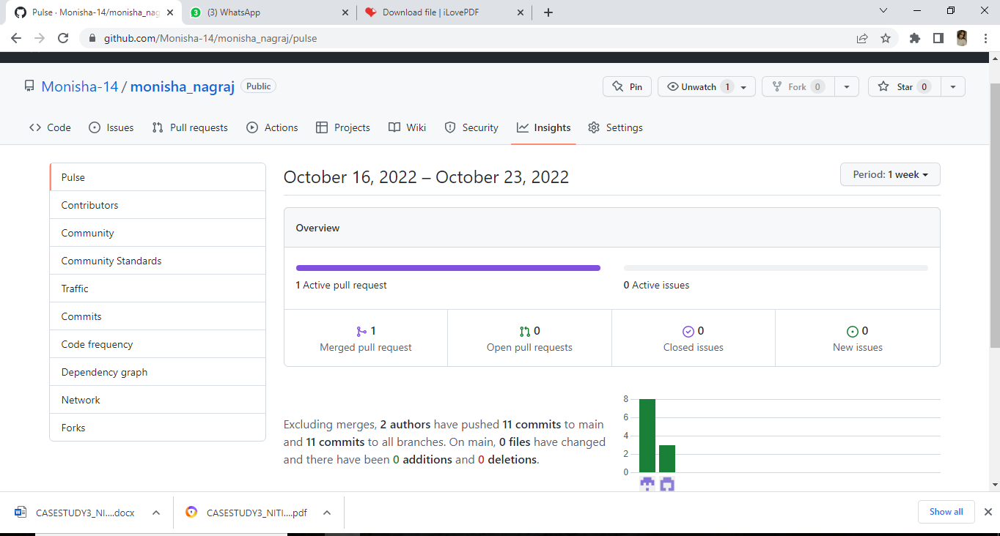 Pulse · Monisha-14/monisha_nag
(3) WhatsApp
Download file | iLovePDF
github.com/Monisha-14/monisha_nagraj/pulse
Monisha-14 / monisha_nagraj Public
Pin
Unwatch 1
Fork 0
Star 0
Code
Issues
Pull requests
Actions
Projects
Wiki
Security
Insights
Settings
Pulse
Contributors
Community
Community Standards
Traffic
Commits
Code frequency
Dependency graph
Network
Forks
October 16, 2022 – October 23, 2022
Period: 1 week
Overview
1 Active pull request
0 Active issues
1
Merged pull request
0
Open pull requests
0
Closed issues
0
New issues
Excluding merges, 2 authors have pushed 11 commits to main
and 11 commits to all branches. On main, 0 files have changed
and there have been 0 additions and 0 deletions.
8
6
4
2
0
CASESTUDY3_NI....docx
CASESTUDY3_NITI....pdf
Show all